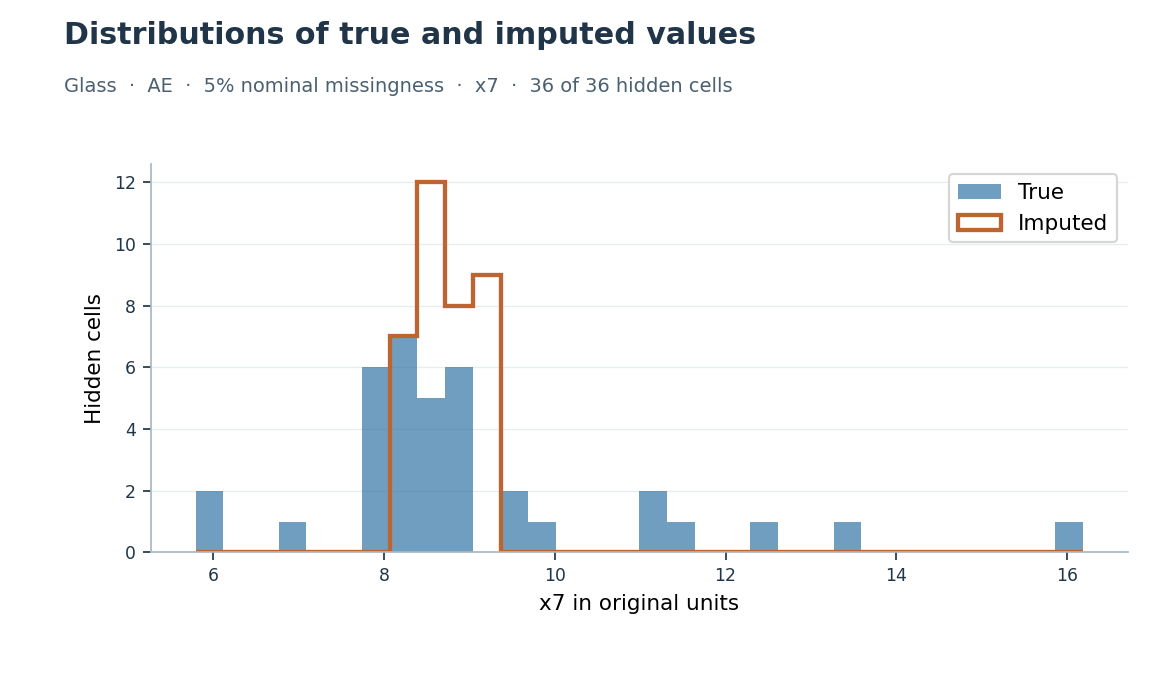 Distributions of true and imputed values
Glass · AE · 5% nominal missingness · x7 · 36 of 36 hidden cells
True
Imputed
Hidden cells
12
10
8
6
4
2
0
6 8 10 12 14 16
x7 in original units